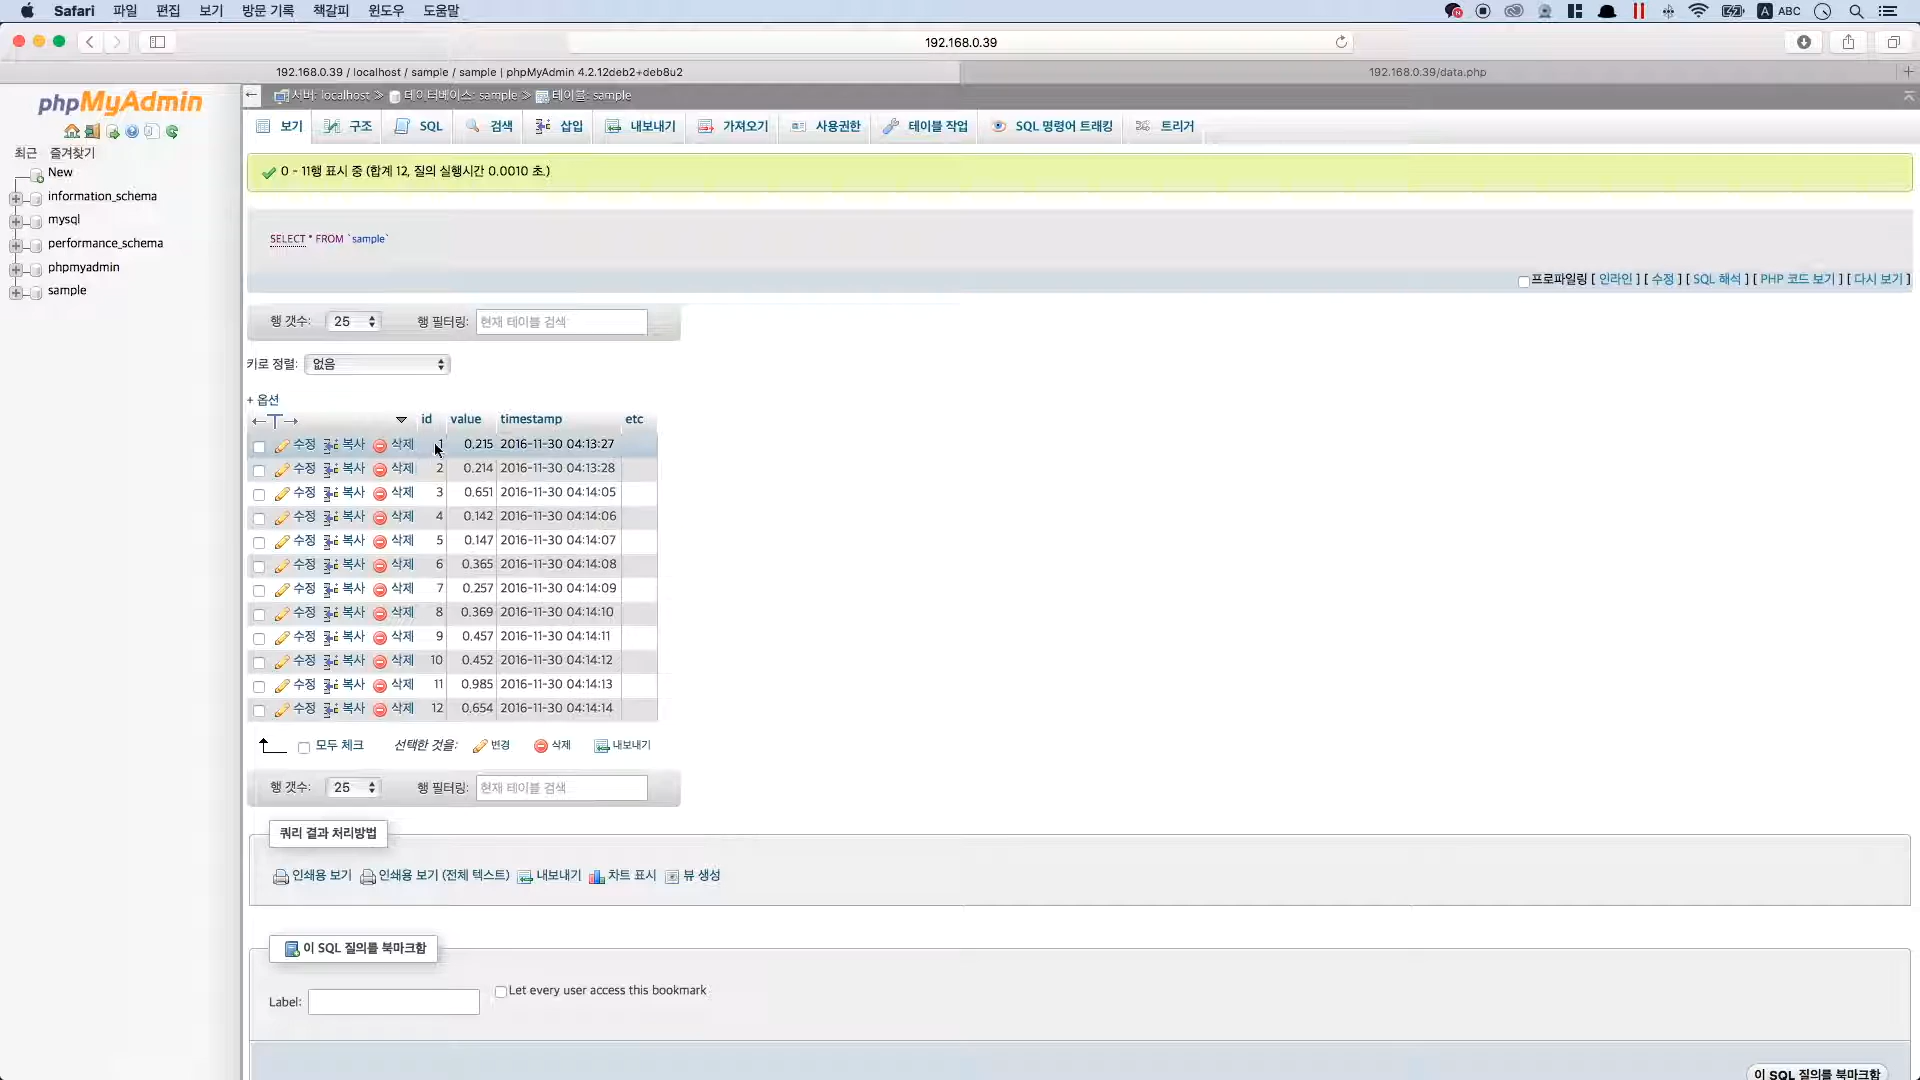 Safari 파일 편집 보기 방문 기록 책갈피 윈도우 도움말
A ABC
192.168.0.39
192.168.0.39 / localhost / sample / sample | phpMyAdmin 4.2.12deb2+deb8u2
192.168.0.39/data.php
phpMyAdmin
최근 즐겨찾기
New
information_schema
mysql
performance_schema
phpmyadmin
sample
서버: localhost » 데이터베이스: sample » 테이블: sample
보기 구조 SQL 검색 삽입 내보내기 가져오기 사용권한 테이블 작업 SQL 명령어 트래킹 트리거
0 - 11행 표시 중 (합계 12, 질의 실행시간 0.0010 초.)
SELECT * FROM `sample`
프로파일링 [ 인라인 ] [ 수정 ] [ SQL 해석 ] [ PHP 코드 보기 ] [ 다시 보기 ]
행 갯수: 25 행 필터링: 현재 테이블 검색
키로 정렬: 없음
+ 옵션
←T→ id value timestamp etc
수정 복사 삭제 1 0.215 2016-11-30 04:13:27
수정 복사 삭제 2 0.214 2016-11-30 04:13:28
수정 복사 삭제 3 0.651 2016-11-30 04:14:05
수정 복사 삭제 4 0.142 2016-11-30 04:14:06
수정 복사 삭제 5 0.147 2016-11-30 04:14:07
수정 복사 삭제 6 0.365 2016-11-30 04:14:08
수정 복사 삭제 7 0.257 2016-11-30 04:14:09
수정 복사 삭제 8 0.369 2016-11-30 04:14:10
수정 복사 삭제 9 0.457 2016-11-30 04:14:11
수정 복사 삭제 10 0.452 2016-11-30 04:14:12
수정 복사 삭제 11 0.985 2016-11-30 04:14:13
수정 복사 삭제 12 0.654 2016-11-30 04:14:14
모두 체크 선택한 것을: 변경 삭제 내보내기
행 갯수: 25 행 필터링: 현재 테이블 검색
쿼리 결과 처리방법
인쇄용 보기 인쇄용 보기 (전체 텍스트) 내보내기 차트 표시 뷰 생성
이 SQL 질의를 북마크함
Label: Let every user access this bookmark
이 SQL 질의를 북마크함